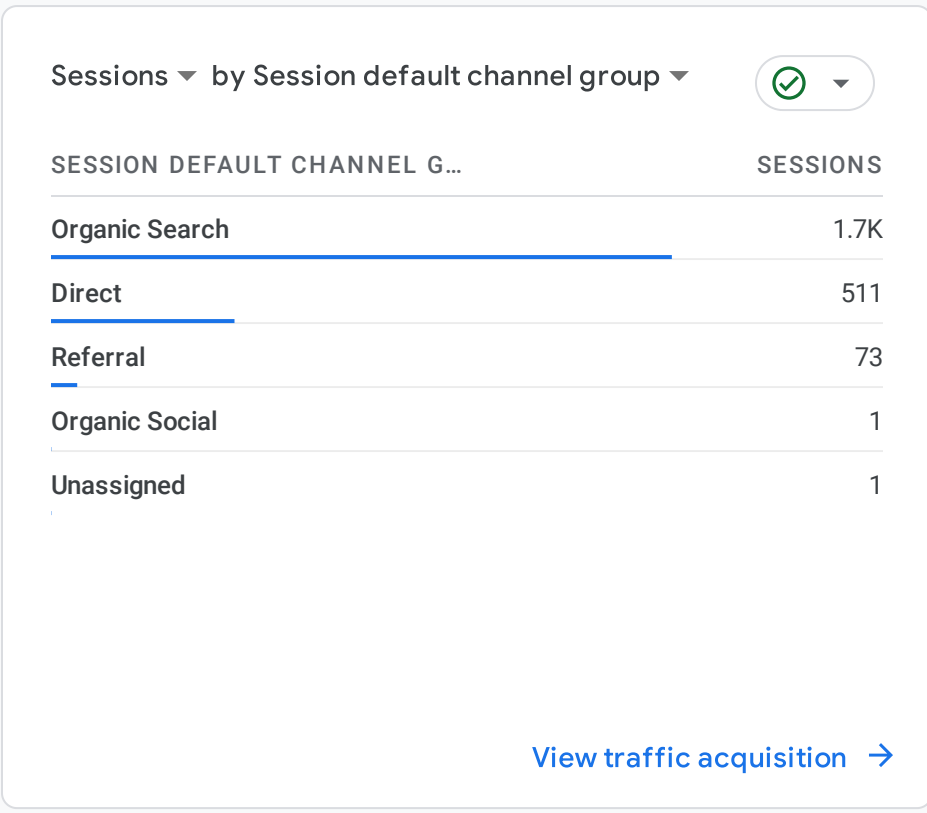 Sessions by Session default channel group
SESSION DEFAULT CHANNEL G… SESSIONS
Organic Search 1.7K
Direct 511
Referral 73
Organic Social 1
Unassigned 1
View traffic acquisition